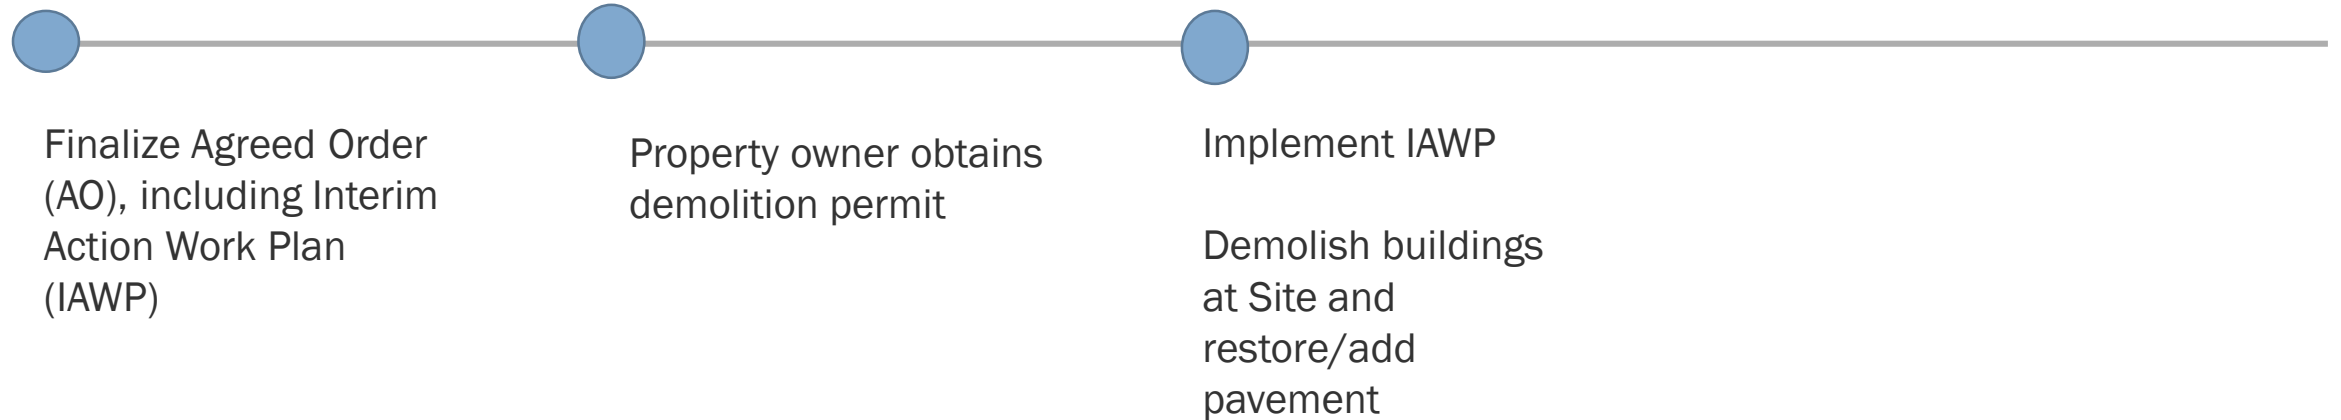 Finalize Agreed Order
(AO), including Interim
Action Work Plan
(IAWP)
Property owner obtains
demolition permit
Implement IAWP
Demolish buildings
at Site and
restore/add
pavement